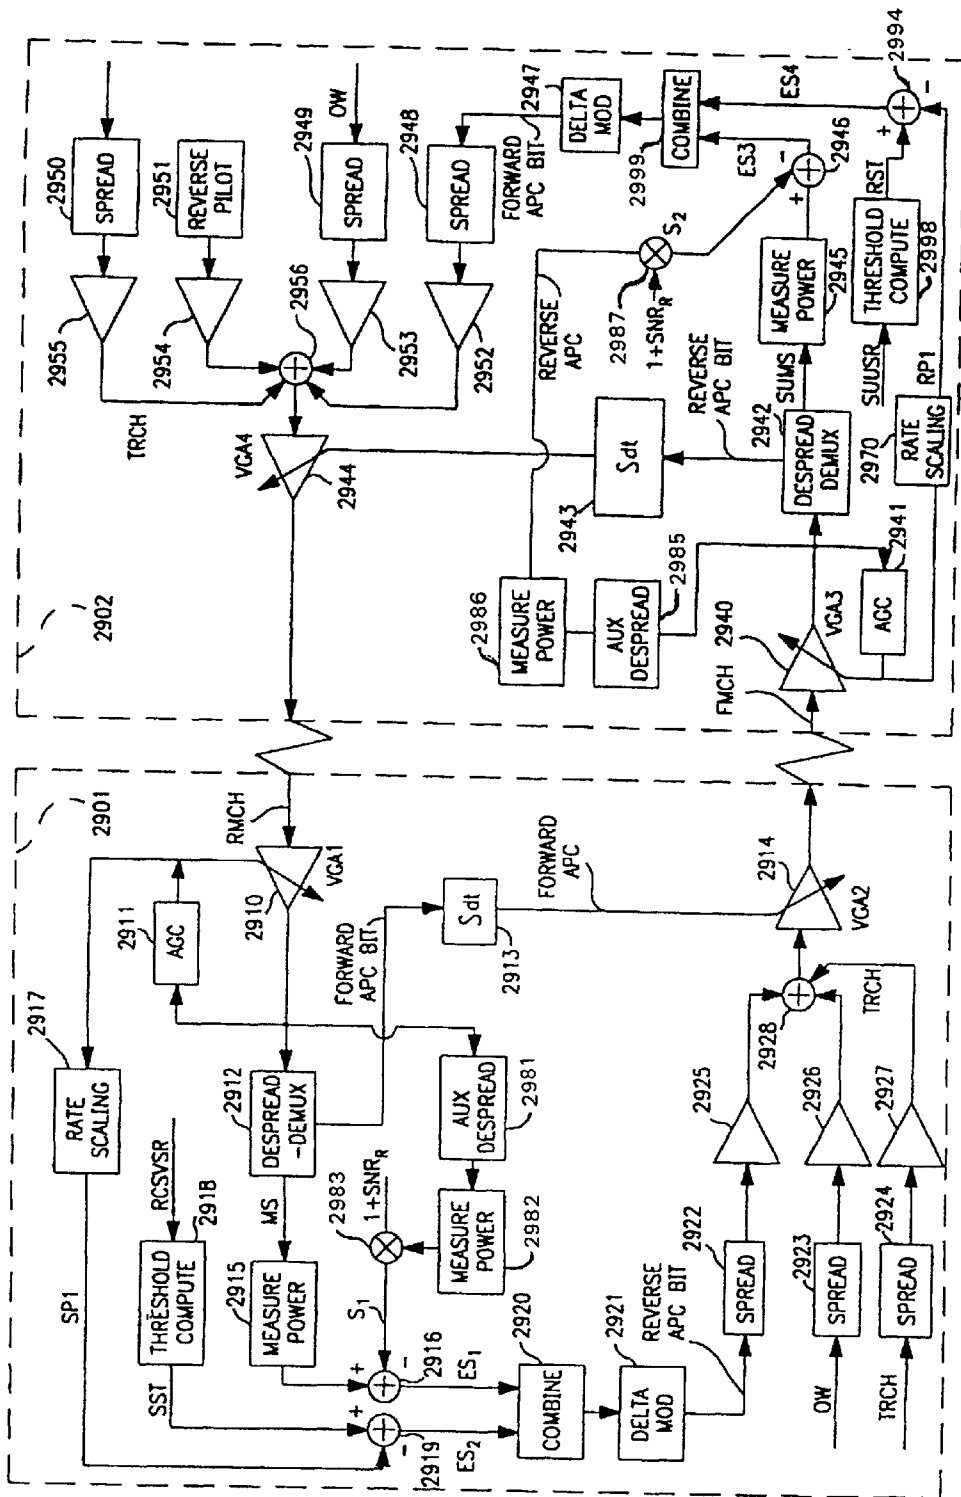 2950
SPREAD
2951
REVERSE
PILOT
OW
2949
SPREAD
2948
SPREAD
FORWARD
APC BIT
2947
DELTA
MOD
2999
COMBINE
ES3
ES4
2994
+
-
2955
2954
2956
2953
2952
TRCH
VGA4
2944
REVERSE
APC
2987
S2
1+SNRR
-
+
2946
MEASURE
POWER
2945
RST
THRESHOLD
COMPUTE
2998
SUUSR
SUMS
REVERSE
APC BIT
2942
DESPREAD
DEMUX
∫dt
2943
2970
RATE
SCALING
RP1
2986
MEASURE
POWER
AUX
DESPREAD
2985
2941
AGC
2940
VGA3
FMCH
2902
2901
RMCH
VGA1
2910
2911
AGC
2917
RATE
SCALING
SP1
RCSVSR
2918
THRESHOLD
COMPUTE
SST
2912
DESPREAD
-DEMUX
MS
2915
MEASURE
POWER
FORWARD
APC BIT
∫dt
2913
FORWARD
APC
2914
VGA2
2981
AUX
DESPREAD
2982
MEASURE
POWER
2983
1+SNRR
S1
+
-
2916
ES1
+
-
2919
ES2
2920
COMBINE
2921
DELTA
MOD
REVERSE
APC BIT
2922
SPREAD
2923
SPREAD
2924
SPREAD
OW
TRCH
2925
2926
2927
2928
TRCH